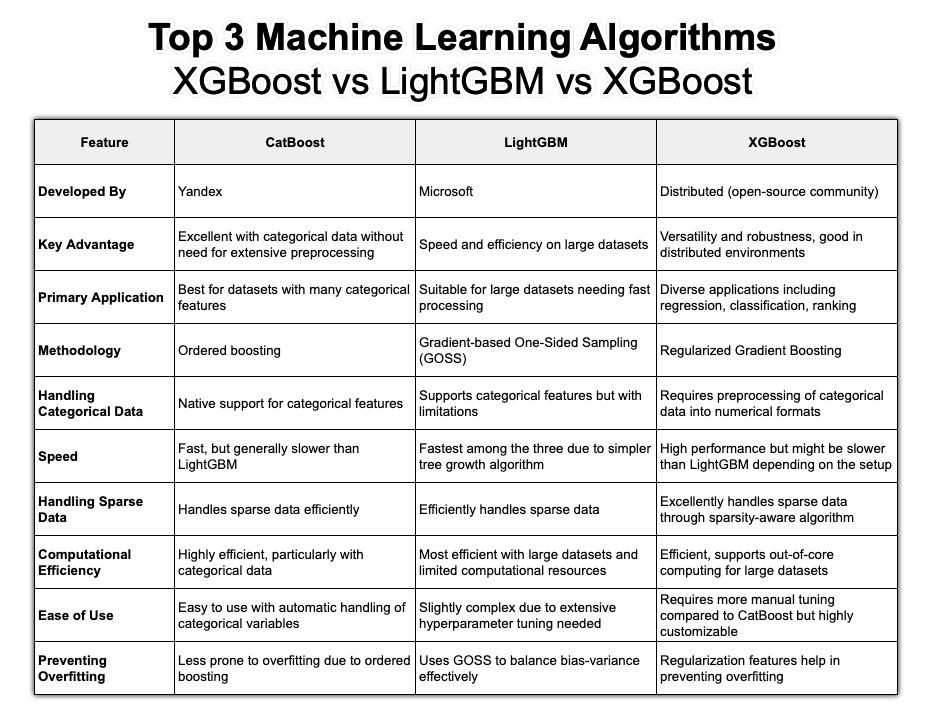 Top 3 Machine Learning Algorithms
XGBoost vs LightGBM vs XGBoost
Feature
CatBoost
LightGBM
XGBoost
Developed By
Yandex
Microsoft
Distributed (open-source community)
Key Advantage
Excellent with categorical data without
need for extensive preprocessing
Speed and efficiency on large datasets
Versatility and robustness, good in
distributed environments
Primary Application
Best for datasets with many categorical
features
Suitable for large datasets needing fast
processing
Diverse applications including
regression, classification, ranking
Methodology
Ordered boosting
Gradient-based One-Sided Sampling
(GOSS)
Regularized Gradient Boosting
Handling
Categorical Data
Native support for categorical features
Supports categorical features but with
limitations
Requires preprocessing of categorical
data into numerical formats
Speed
Fast, but generally slower than
LightGBM
Fastest among the three due to simpler
tree growth algorithm
High performance but might be slower
than LightGBM depending on the setup
Handling Sparse
Data
Handles sparse data efficiently
Efficiently handles sparse data
Excellently handles sparse data
through sparsity-aware algorithm
Computational
Efficiency
Highly efficient, particularly with
categorical data
Most efficient with large datasets and
limited computational resources
Efficient, supports out-of-core
computing for large datasets
Ease of Use
Easy to use with automatic handling of
categorical variables
Slightly complex due to extensive
hyperparameter tuning needed
Requires more manual tuning
compared to CatBoost but highly
customizable
Preventing
Overfitting
Less prone to overfitting due to ordered
boosting
Uses GOSS to balance bias-variance
effectively
Regularization features help in
preventing overfitting